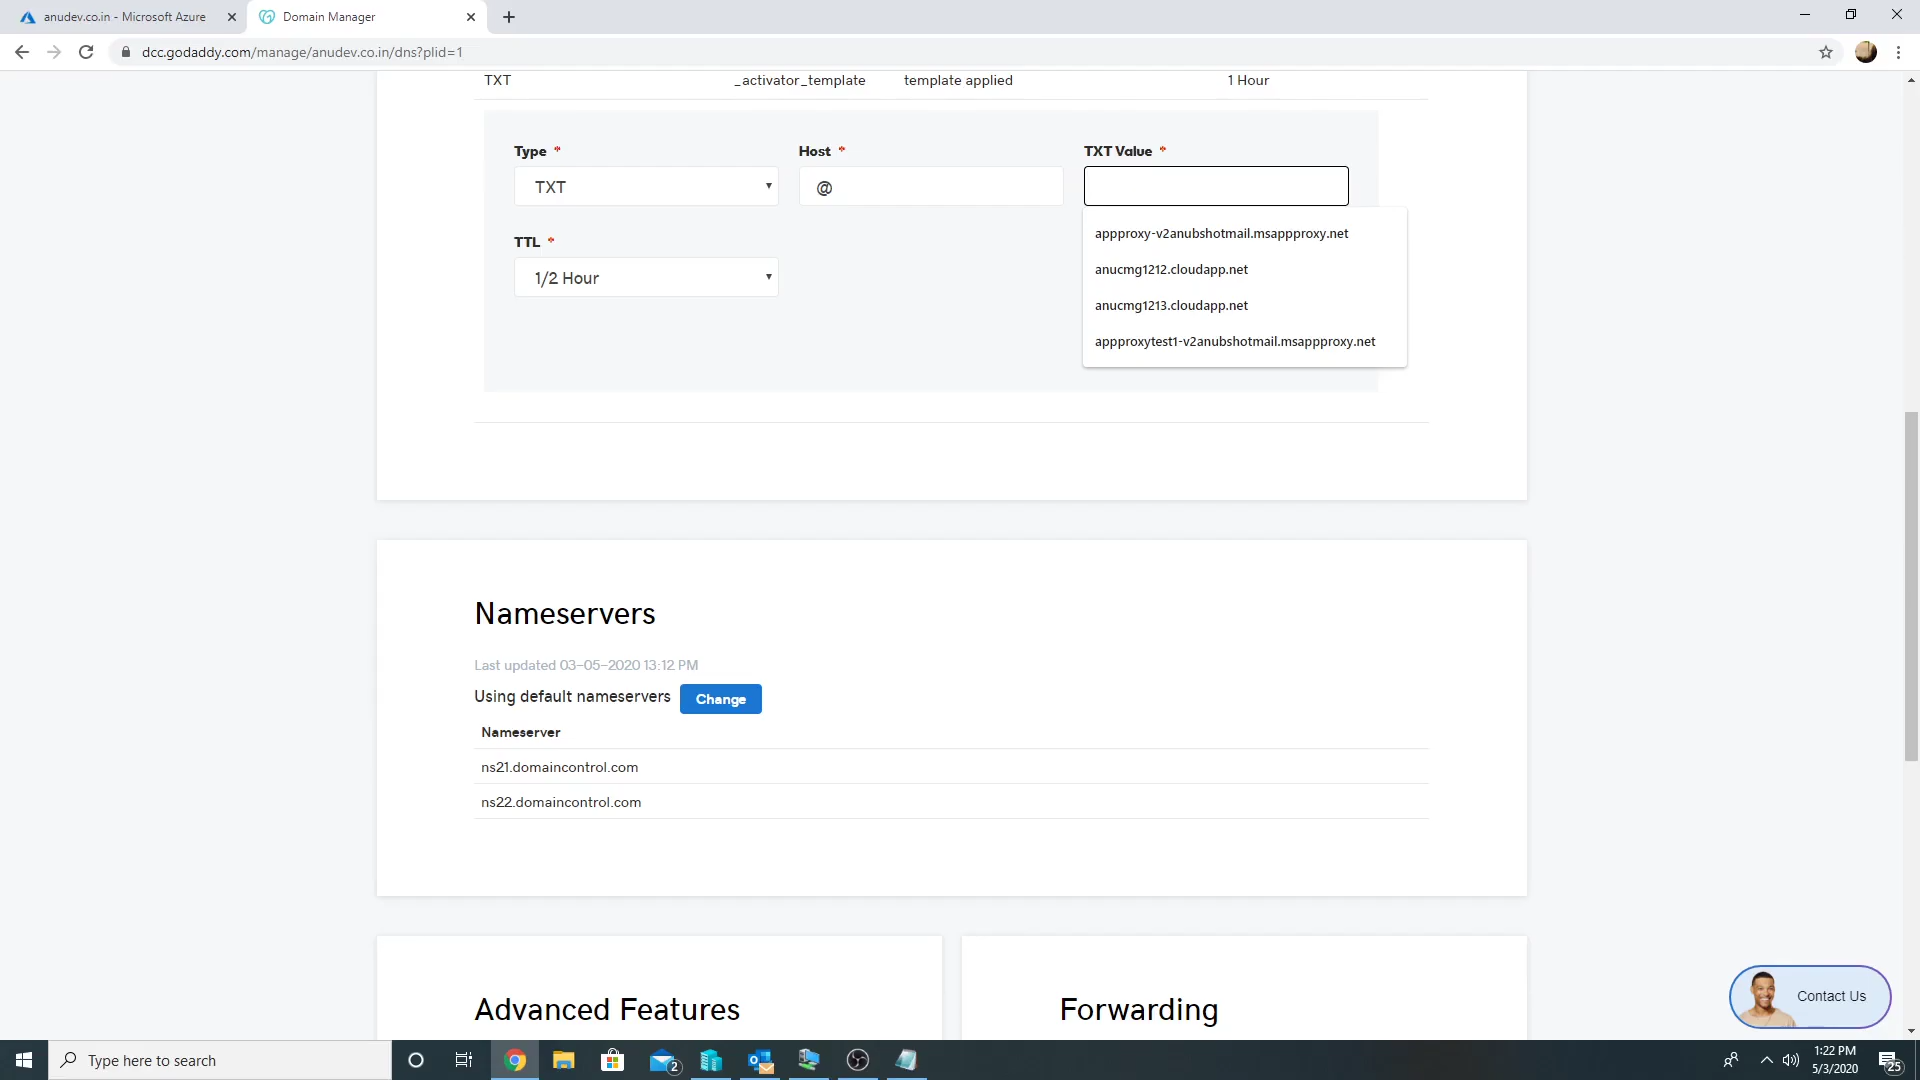 anudev.co.in - Microsoft Azure
Domain Manager
dcc.godaddy.com/manage/anudev.co.in/dns?plid=1
TXT _activator_template template applied 1 Hour
Type * Host * TXT Value *
TXT @
appproxy-v2anubshotmail.msappproxy.net
TTL *
anucmg1212.cloudapp.net
1/2 Hour
anucmg1213.cloudapp.net
appproxytest1-v2anubshotmail.msappproxy.net
Nameservers
Last updated 03-05-2020 13:12 PM
Using default nameservers Change
Nameserver
ns21.domaincontrol.com
ns22.domaincontrol.com
Advanced Features Forwarding
Contact Us
Type here to search
2
1:22 PM
5/3/2020
25